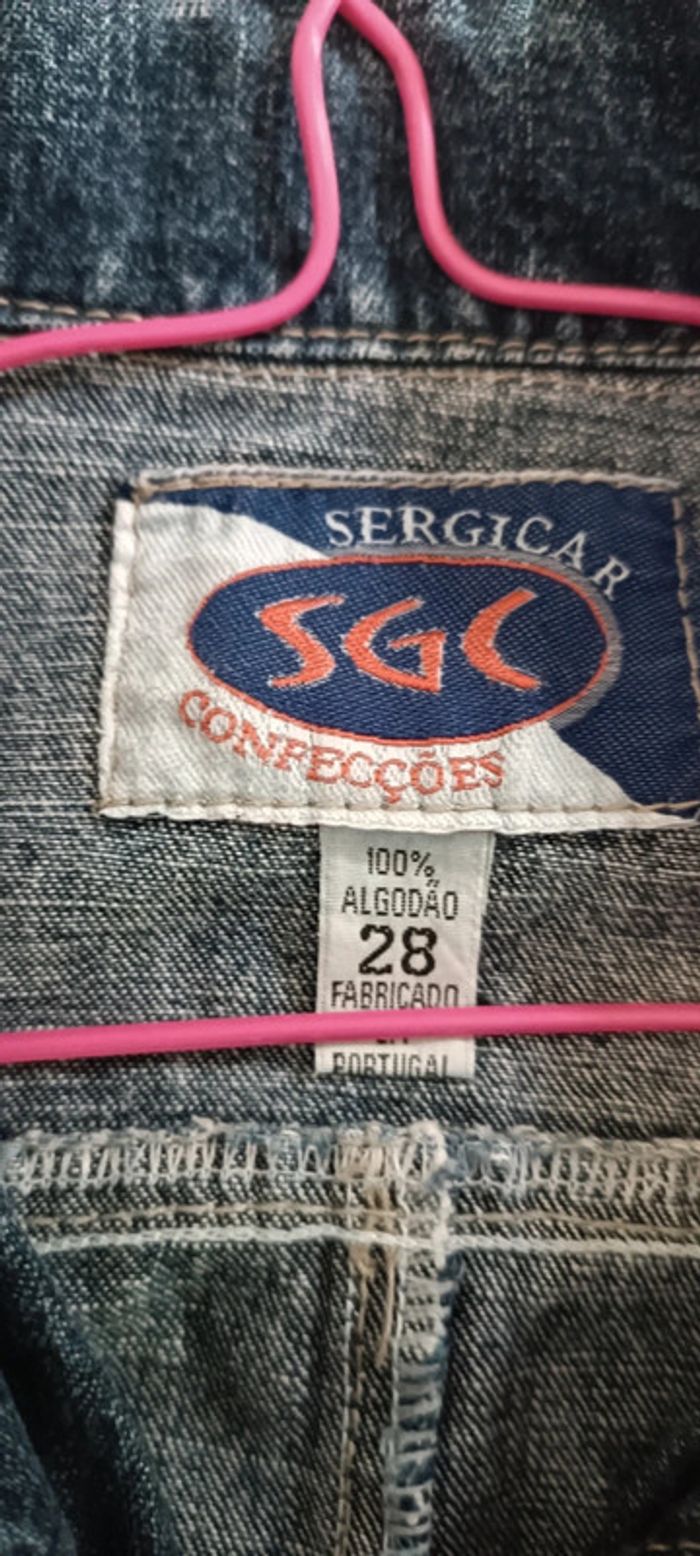 SERGICAR
SGC
CONFECÇÕES
100%
ALGODÃO
28
FABRICADO
PORTUGAL